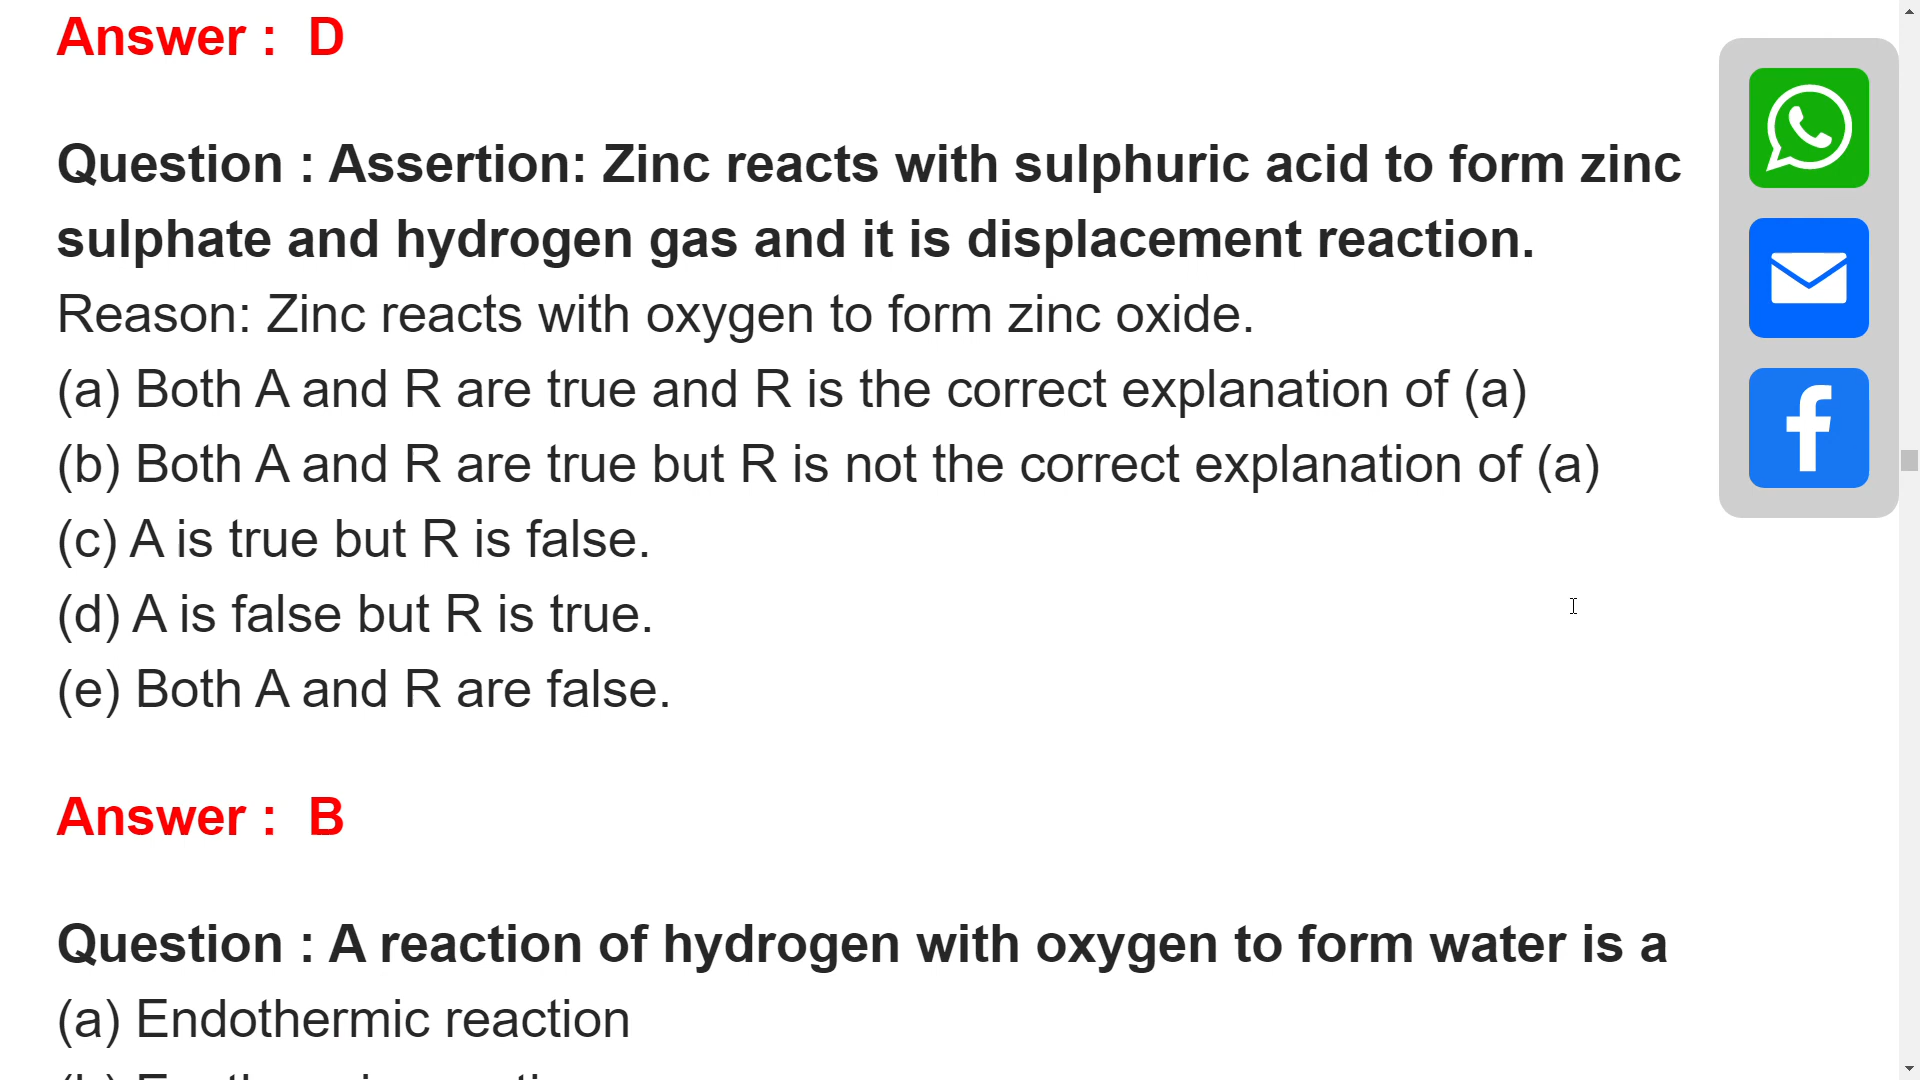 Answer : D
Question : Assertion: Zinc reacts with sulphuric acid to form zinc
sulphate and hydrogen gas and it is displacement reaction.
Reason: Zinc reacts with oxygen to form zinc oxide.
(a) Both A and R are true and R is the correct explanation of (a)
(b) Both A and R are true but R is not the correct explanation of (a)
(c) A is true but R is false.
(d) A is false but R is true.
(e) Both A and R are false.
Answer : B
Question : A reaction of hydrogen with oxygen to form water is a
(a) Endothermic reaction